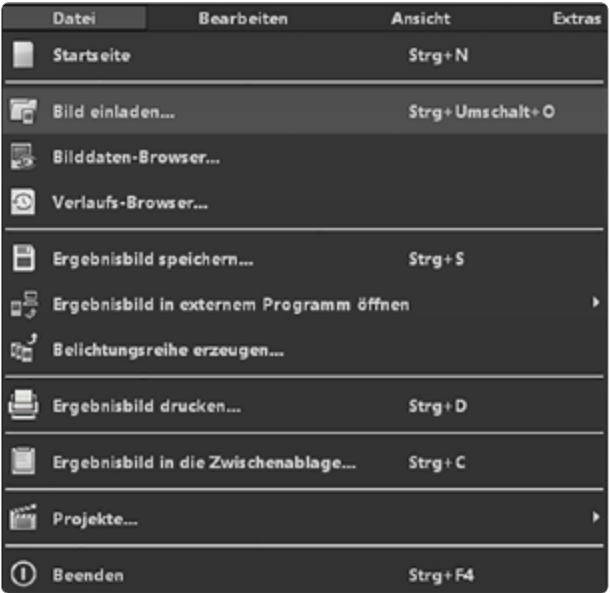 Datei Bearbeiten Ansicht Extras
Startseite Strg+N
Bild einladen... Strg+Umschalt+O
Bilddaten-Browser...
Verlaufs-Browser...
Ergebnisbild speichern... Strg+S
Ergebnisbild in externem Programm öffnen
Belichtungsreihe erzeugen...
Ergebnisbild drucken... Strg+D
Ergebnisbild in die Zwischenablage... Strg+C
Projekte...
Beenden Strg+F4